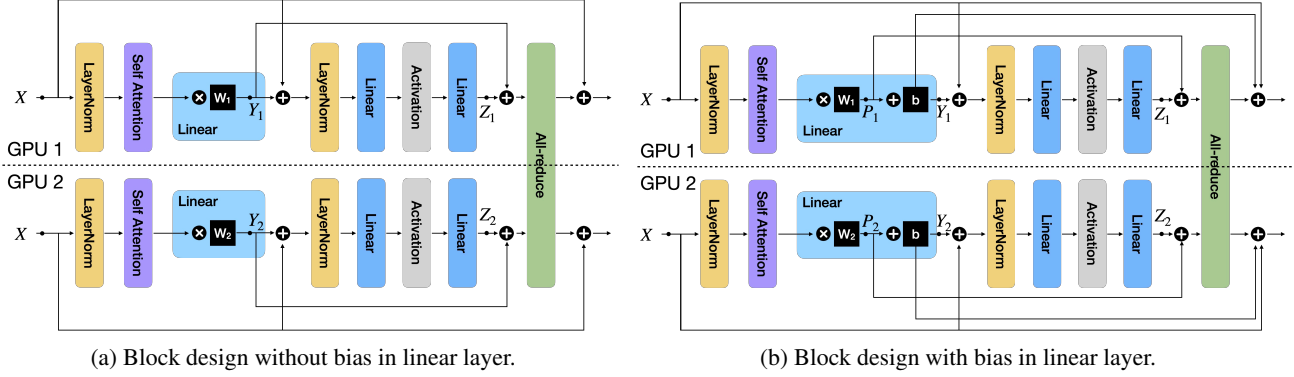 X
LayerNorm
Self Attention
W₁
Y₁
Linear
LayerNorm
Linear
Activation
Linear
Z₁
All-reduce
GPU 1
GPU 2
X
LayerNorm
Self Attention
Linear
W₂
Y₂
LayerNorm
Linear
Activation
Linear
Z₂
(a) Block design without bias in linear layer.
X
LayerNorm
Self Attention
W₁
P₁
b
Y₁
Linear
LayerNorm
Linear
Activation
Linear
Z₁
All-reduce
GPU 1
GPU 2
X
LayerNorm
Self Attention
Linear
W₂
P₂
b
Y₂
LayerNorm
Linear
Activation
Linear
Z₂
(b) Block design with bias in linear layer.